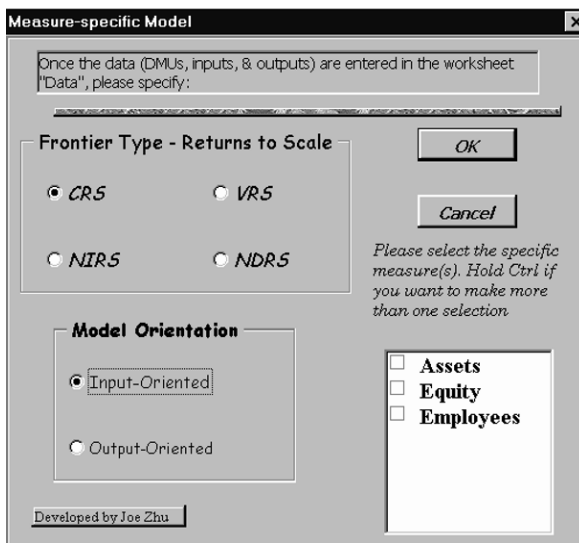 Measure-specific Model
Once the data (DMUs, inputs, & outputs) are entered in the worksheet
"Data", please specify:
Frontier Type - Returns to Scale
CRS
VRS
NIRS
NDRS
OK
Cancel
Please select the specific
measure(s). Hold Ctrl if
you want to make more
than one selection
Model Orientation
Input-Oriented
Output-Oriented
Assets
Equity
Employees
Developed by Joe Zhu